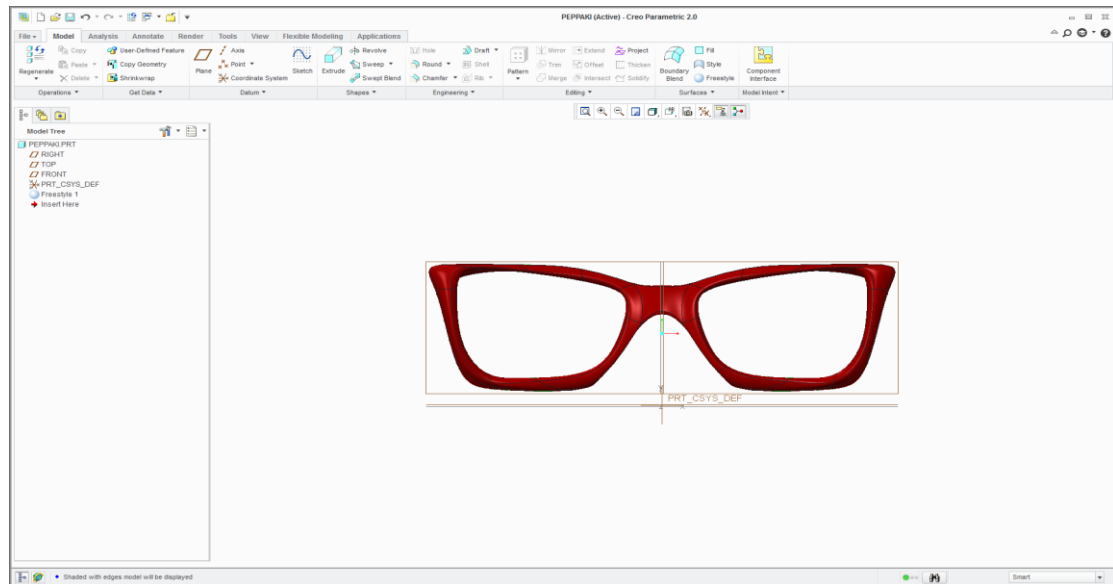 PEPPAKI (Active) - Creo Parametric 2.0
File Model Analysis Annotate Render Tools View Flexible Modeling Applications
Regenerate
Copy
Paste
Delete
User-Defined Feature
Copy Geometry
Shrinkwrap
Plane
Axis
Point
Coordinate System
Sketch
Extrude
Revolve
Sweep
Swept Blend
Hole
Round
Chamfer
Draft
Shell
Rib
Pattern
Mirror
Trim
Merge
Extend
Offset
Intersect
Project
Thicken
Solidify
Boundary
Blend
Fill
Style
Freestyle
Component
Interface
Operations Get Data Datum Shapes Engineering Editing Surfaces Model Intent
Model Tree
PEPPAKI.PRT
RIGHT
TOP
FRONT
PRT_CSYS_DEF
Freestyle 1
Insert Here
PRT_CSYS_DEF
Shaded with edges model will be displayed
Smart